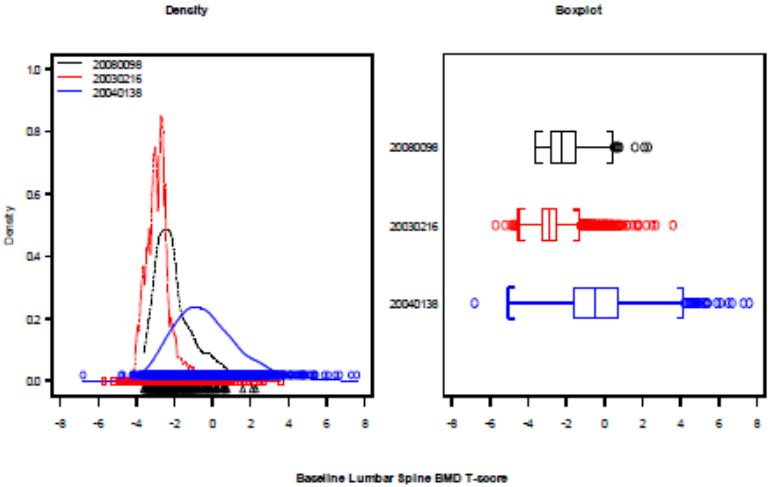 Density
Boxplot
20080098
20030216
20040138
1.0
0.8
0.6
0.4
0.2
0.0
Density
-8 -6 -4 -2 0 2 4 6 8
20080098
20030216
20040138
-8 -6 -4 -2 0 2 4 6 8
Baseline Lumbar Spine BMD T-score